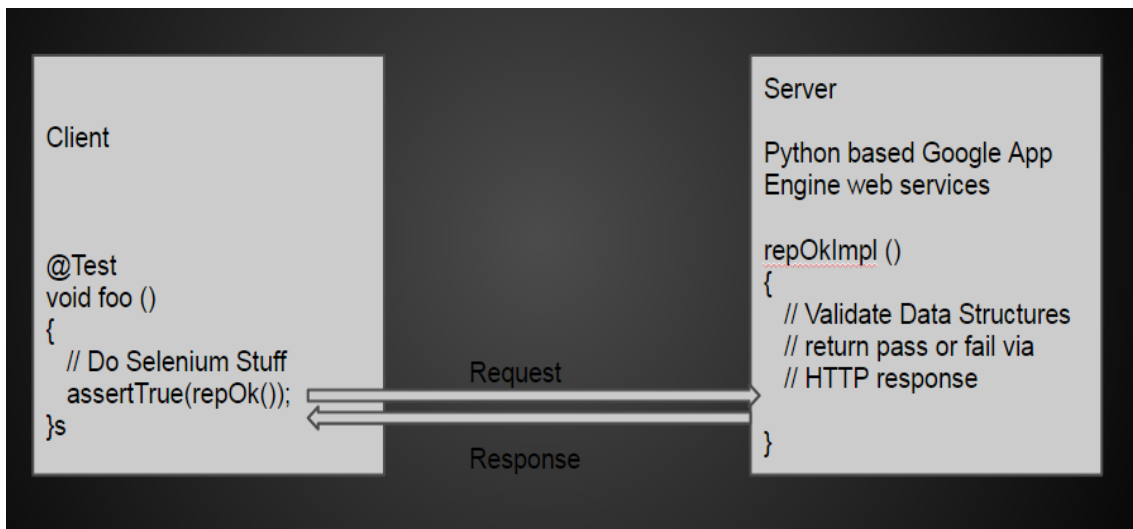 Client
@Test
void foo ()
{
// Do Selenium Stuff
assertTrue(repOk());
}s
Request
Response
Server
Python based Google App
Engine web services
repOkImpl ()
{
// Validate Data Structures
// return pass or fail via
// HTTP response
}